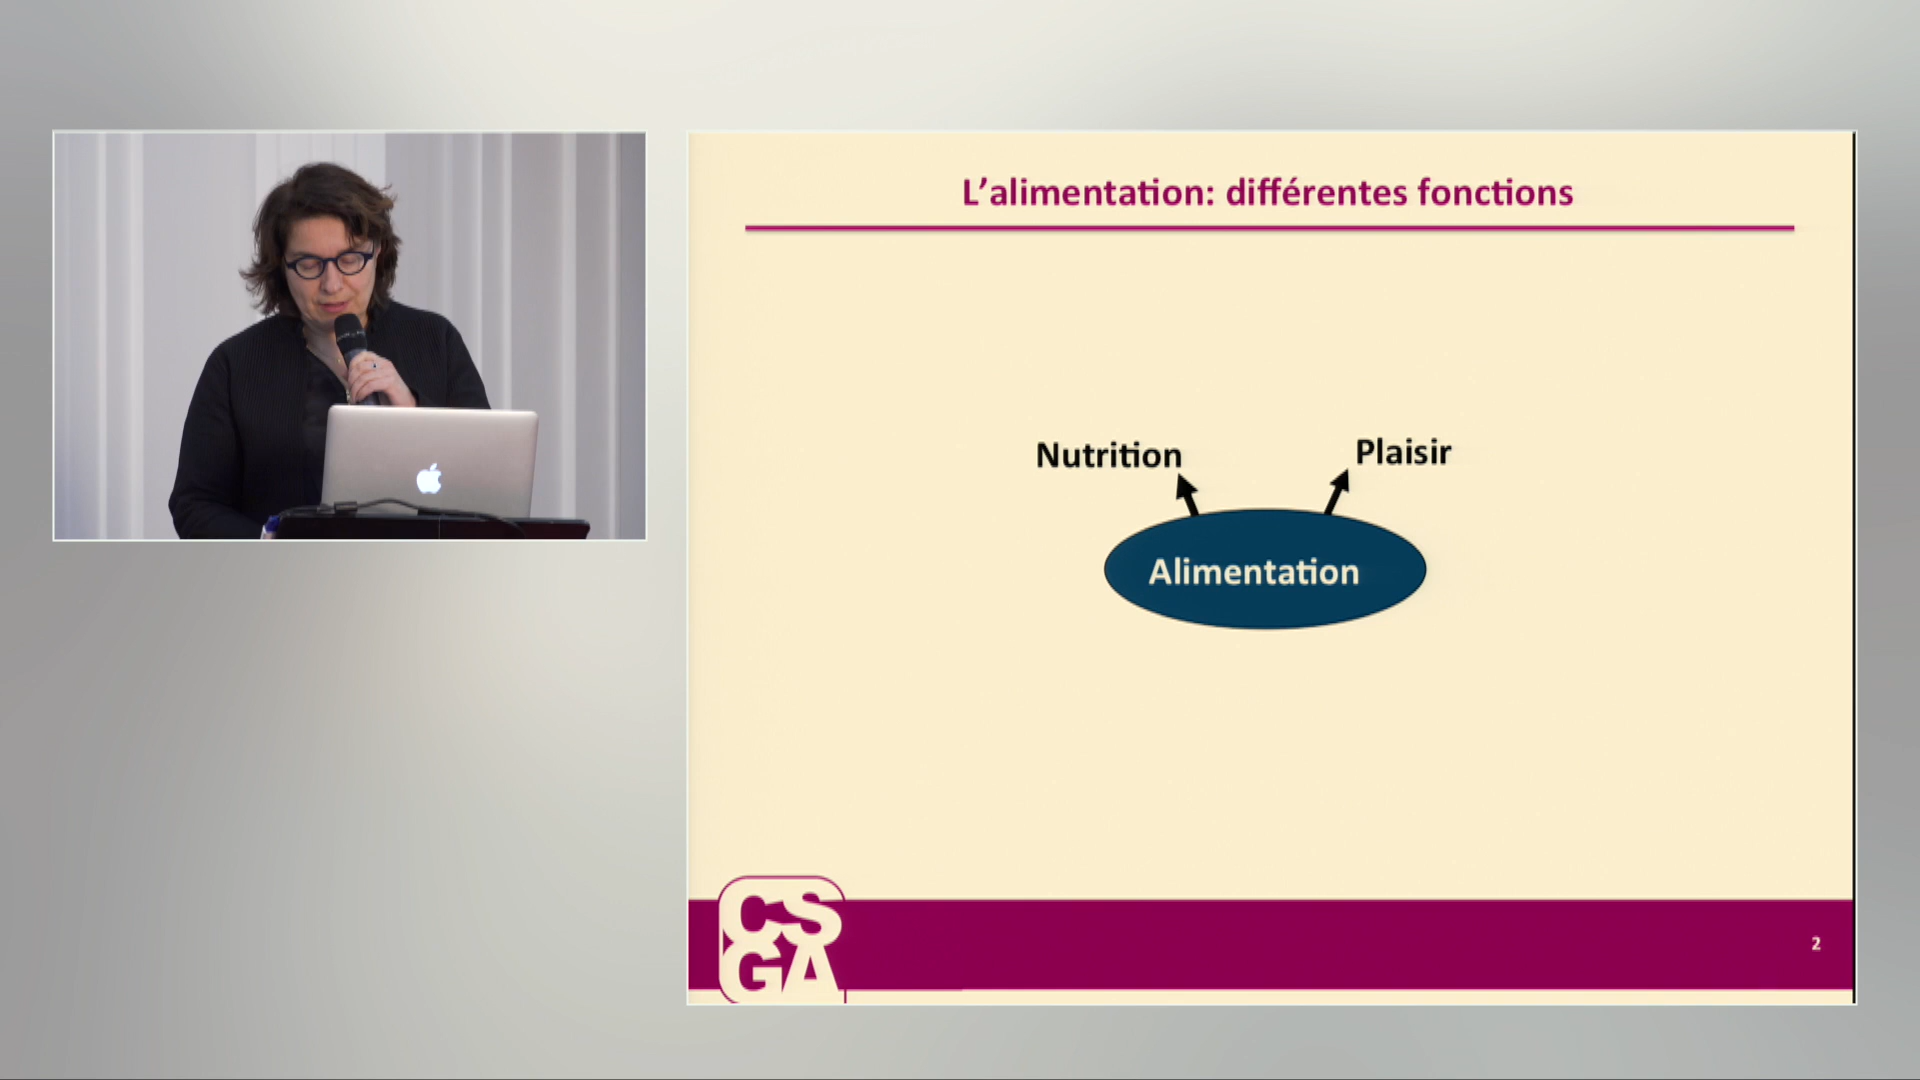 L'alimentation: différentes fonctions
Nutrition
Plaisir
Alimentation
CS
GA
2